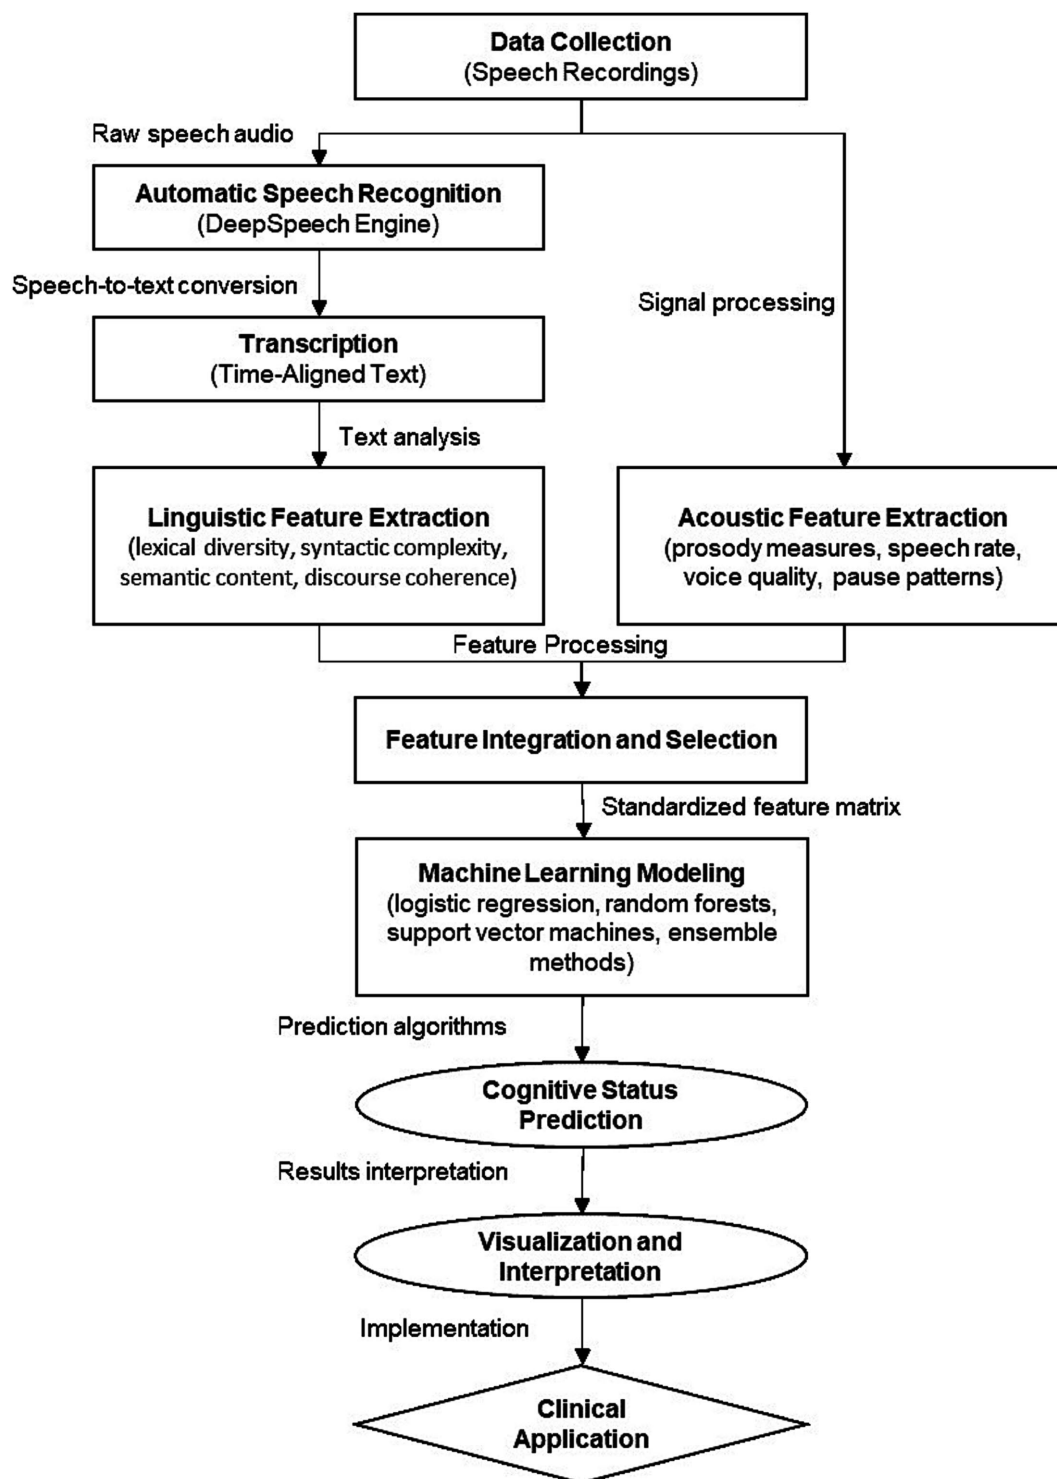 Data Collection
(Speech Recordings)
Raw speech audio
Automatic Speech Recognition
(DeepSpeech Engine)
Speech-to-text conversion
Signal processing
Transcription
(Time-Aligned Text)
Text analysis
Linguistic Feature Extraction
(lexical diversity, syntactic complexity,
semantic content, discourse coherence)
Acoustic Feature Extraction
(prosody measures, speech rate,
voice quality, pause patterns)
Feature Processing
Feature Integration and Selection
Standardized feature matrix
Machine Learning Modeling
(logistic regression, random forests,
support vector machines, ensemble
methods)
Prediction algorithms
Cognitive Status
Prediction
Results interpretation
Visualization and
Interpretation
Implementation
Clinical
Application